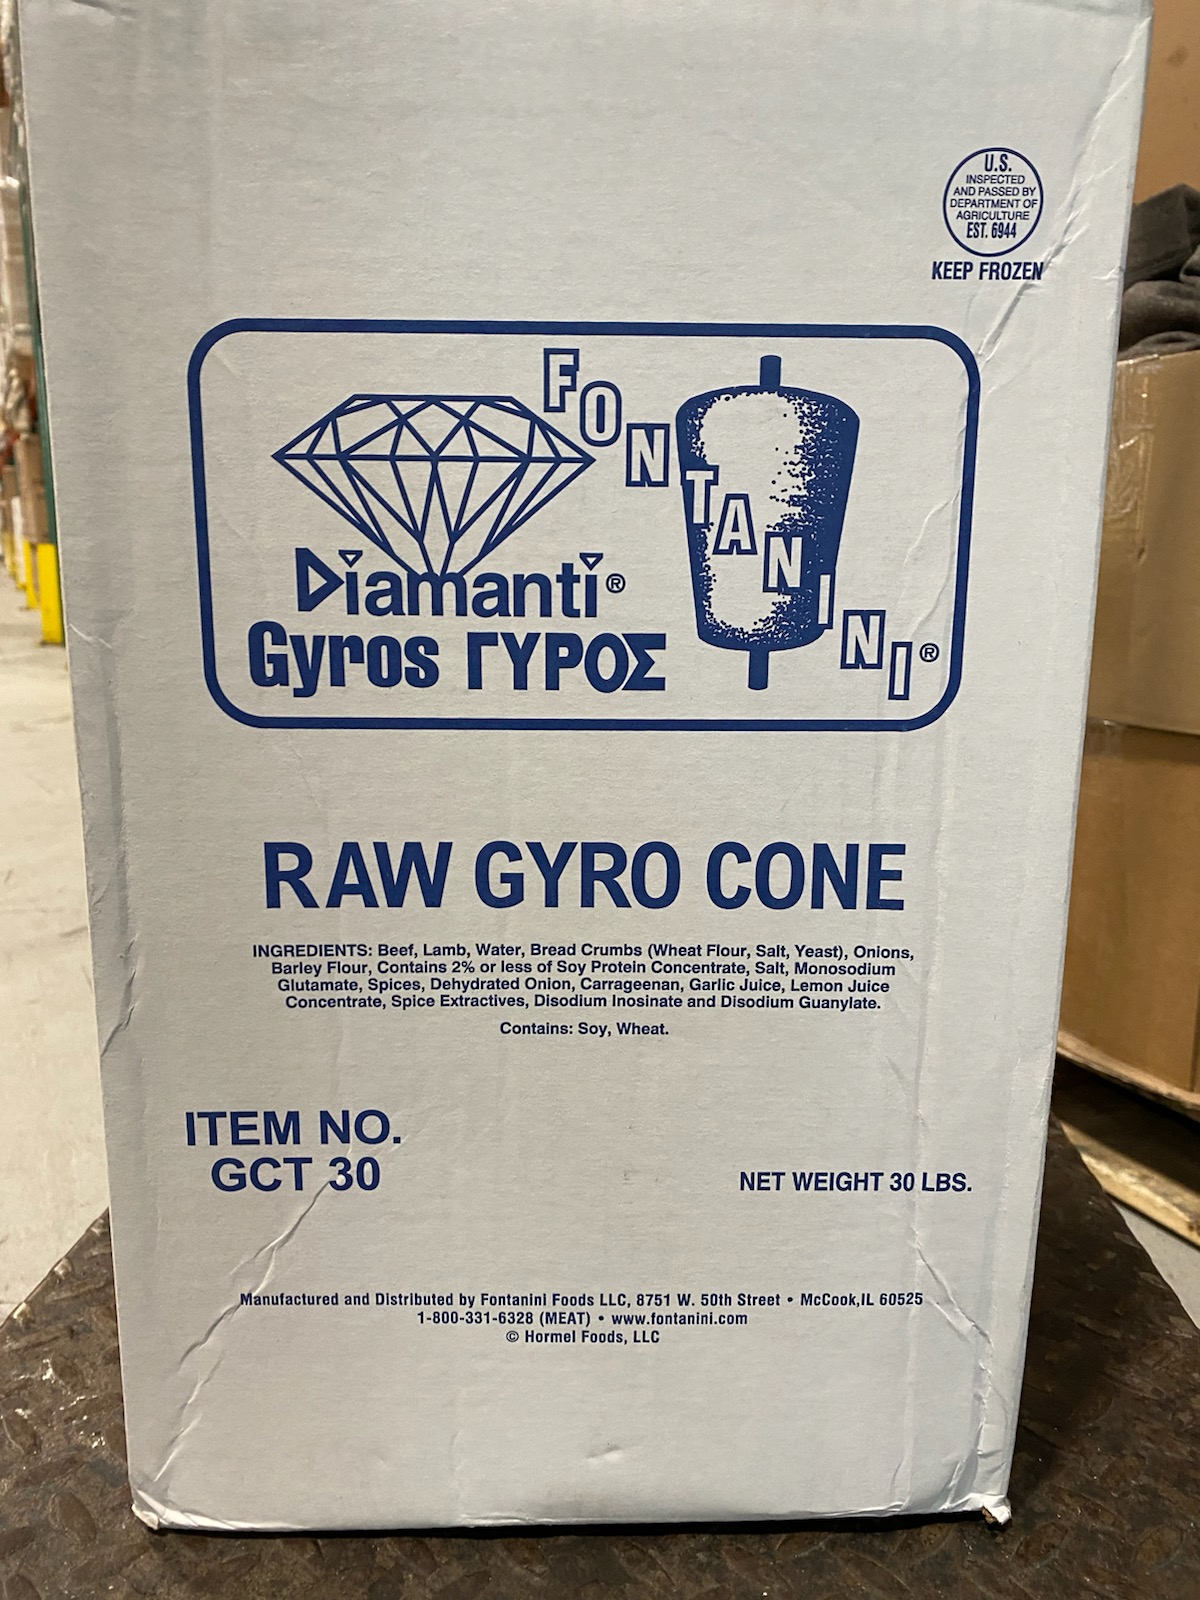 U.S.
INSPECTED
AND PASSED BY
DEPARTMENT OF
AGRICULTURE
EST. 6944
KEEP FROZEN
FONTANINI®
Diamanti®
Gyros ΓΥΡΟΣ
RAW GYRO CONE
INGREDIENTS: Beef, Lamb, Water, Bread Crumbs (Wheat Flour, Salt, Yeast), Onions,
Barley Flour, Contains 2% or less of Soy Protein Concentrate, Salt, Monosodium
Glutamate, Spices, Dehydrated Onion, Carrageenan, Garlic Juice, Lemon Juice
Concentrate, Spice Extractives, Disodium Inosinate and Disodium Guanylate.
Contains: Soy, Wheat.
ITEM NO.
GCT 30
NET WEIGHT 30 LBS.
Manufactured and Distributed by Fontanini Foods LLC, 8751 W. 50th Street • McCook,IL 60525
1-800-331-6328 (MEAT) • www.fontanini.com
© Hormel Foods, LLC